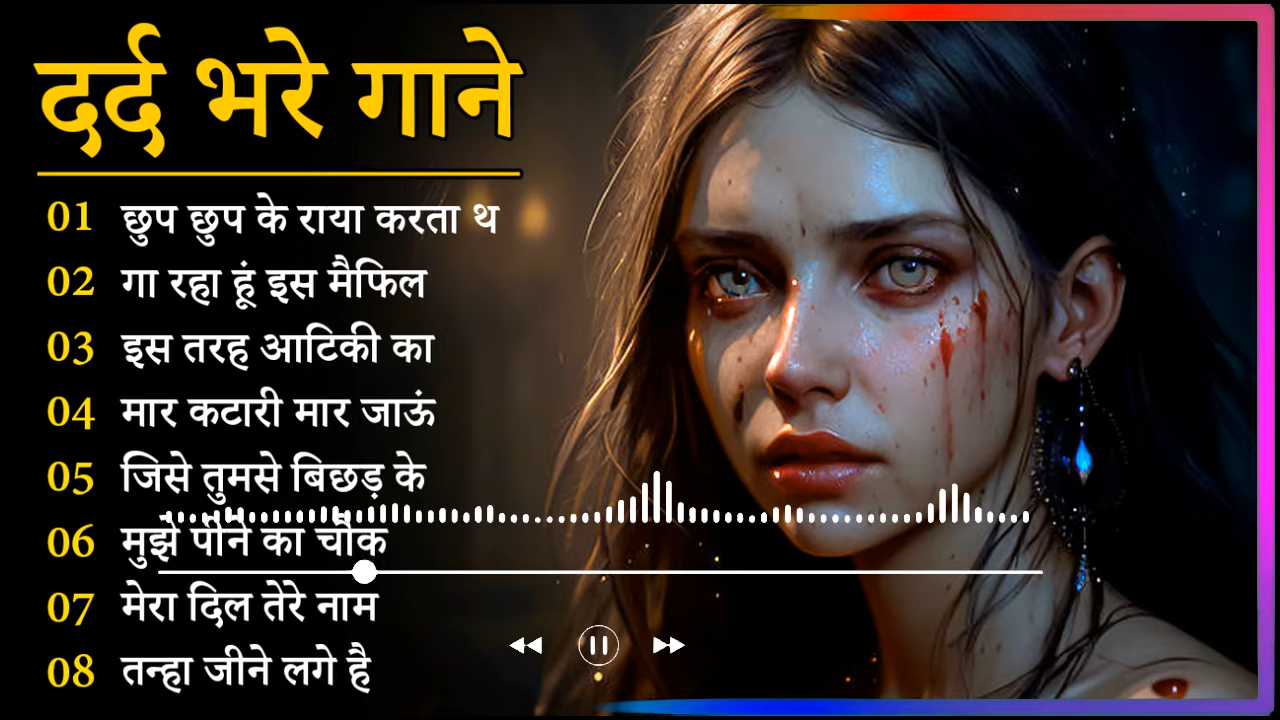 दर्द भरे गाने
01 छुप छुप के राया करता थ
02 गा रहा हूं इस मैफिल
03 इस तरह आटिकी का
04 मार कटारी मार जाऊं
05 जिसे तुमसे बिछड़ के
06 मुझे पीने का चौक
07 मेरा दिल तेरे नाम
08 तन्हा जीने लगे है